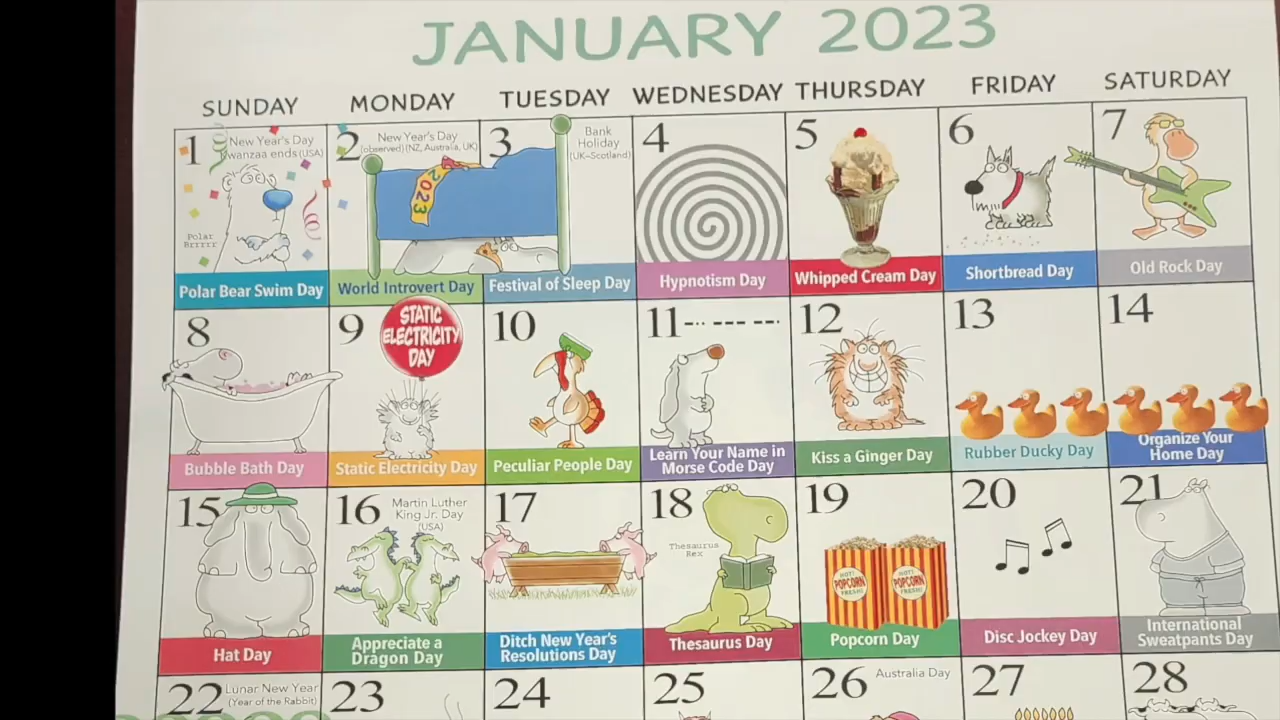 JANUARY 2023
SUNDAY MONDAY TUESDAY WEDNESDAY THURSDAY FRIDAY SATURDAY
1 New Year's Day
Kwanzaa ends (USA)
Polar
Brrrrr
Polar Bear Swim Day
2 New Year's Day
(observed) (NZ, Australia, UK)
2023
World Introvert Day
3 Bank
Holiday
(UK–Scotland)
Festival of Sleep Day
4
Hypnotism Day
5
Whipped Cream Day
6
Shortbread Day
7
Old Rock Day
8
Bubble Bath Day
9 STATIC
ELECTRICITY
DAY
Static Electricity Day
10
Peculiar People Day
11
Learn Your Name in
Morse Code Day
12
Kiss a Ginger Day
13
Rubber Ducky Day
14
Organize Your
Home Day
15
Hat Day
16 Martin Luther
King Jr. Day
(USA)
Appreciate a
Dragon Day
17
Ditch New Year's
Resolutions Day
18
Thesaurus
Rex
Thesaurus Day
19
HOT!
POPCORN
FRESH!
HOT!
POPCORN
FRESH!
Popcorn Day
20
Disc Jockey Day
21
International
Sweatpants Day
22 Lunar New Year
(Year of the Rabbit)
23
24
25
26 Australia Day
27
28